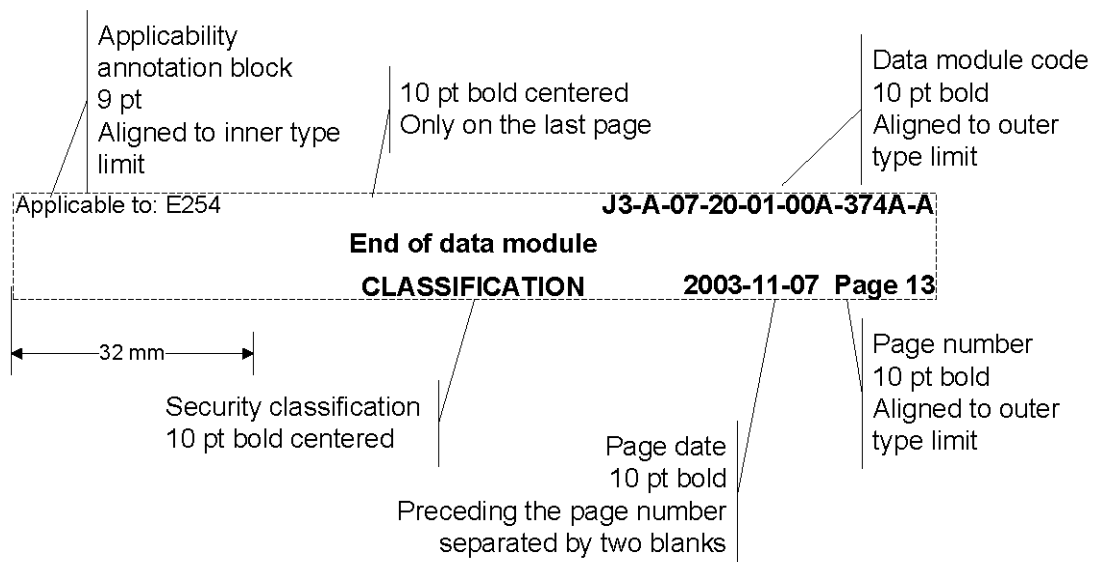 Applicability
annotation block
9 pt
Aligned to inner type
limit
10 pt bold centered
Only on the last page
Data module code
10 pt bold
Aligned to outer
type limit
Applicable to: E254
J3-A-07-20-01-00A-374A-A
End of data module
CLASSIFICATION
2003-11-07  Page 13
32 mm
Security classification
10 pt bold centered
Page date
10 pt bold
Preceding the page number
separated by two blanks
Page number
10 pt bold
Aligned to outer
type limit